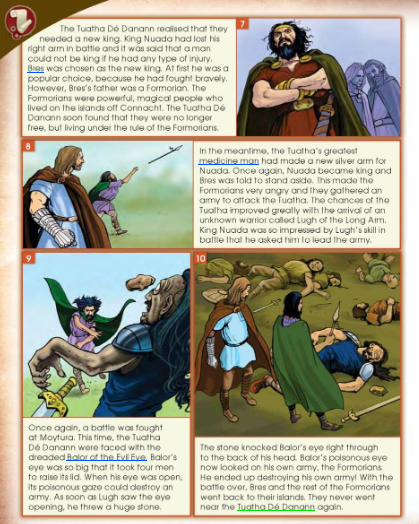 7
The Tuatha Dé Danann realised that they
needed a new king. King Nuada had lost his
right arm in battle and it was said that a man
could not be king if he had any type of injury.
Bres was chosen as the new king. At first he was a
popular choice, because he had fought bravely.
However, Bres's father was a Formorian. The
Formorians were powerful, magical people who
lived on the islands off Connacht. The Tuatha Dé
Danann soon found that they were no longer
free, but living under the rule of the Formorians.
8
In the meantime, the Tuatha's greatest
medicine man had made a new silver arm for
Nuada. Once again, Nuada became king and
Bres was told to stand aside. This made the
Formorians very angry and they gathered an
army to attack the Tuatha. The chances of the
Tuatha improved greatly with the arrival of an
unknown warrior called Lugh of the Long Arm.
King Nuada was so impressed by Lugh's skill in
battle that he asked him to lead the army.
9
Once again, a battle was fought
at Moytura. This time, the Tuatha
Dé Danann were faced with the
dreaded Balor of the Evil Eye. Balor's
eye was so big that it took four men
to raise its lid. When his eye was open,
its poisonous gaze could destroy an
army. As soon as Lugh saw the eye
opening, he threw a huge stone.
10
The stone knocked Balor's eye right through
to the back of his head. Balor's poisonous eye
now looked on his own army, the Formorians.
He ended up destroying his own army! With the
battle over, Bres and the rest of the Formorians
went back to their islands. They never went
near the Tuatha Dé Danann again.